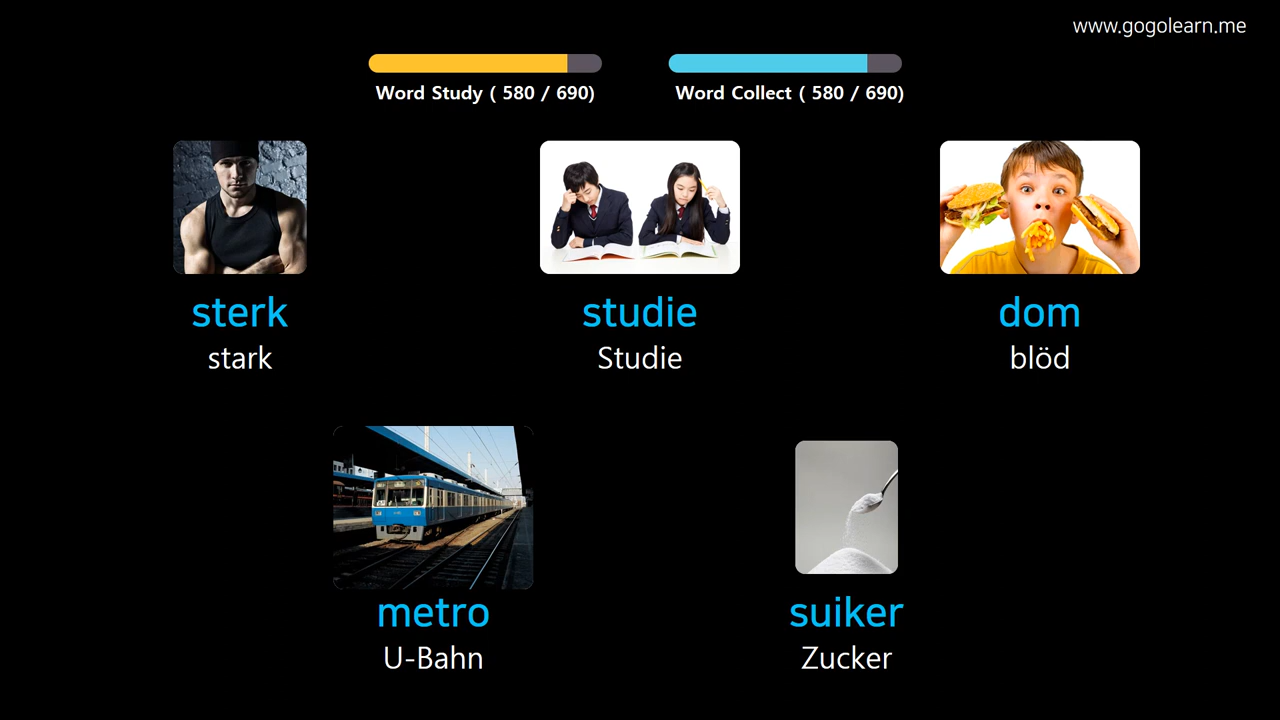 www.gogolearn.me
Word Study ( 580 / 690)
Word Collect ( 580 / 690)
sterk
stark
studie
Studie
dom
blöd
metro
U-Bahn
suiker
Zucker